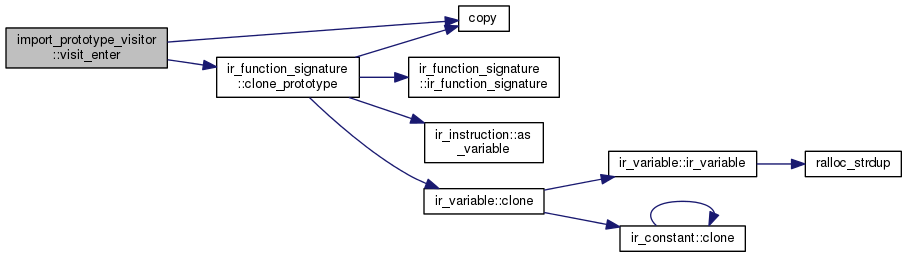 import_prototype_visitor
::visit_enter
copy
ir_function_signature
::clone_prototype
ir_function_signature
::ir_function_signature
ir_instruction::as
_variable
ir_variable::clone
ir_variable::ir_variable
ralloc_strdup
ir_constant::clone